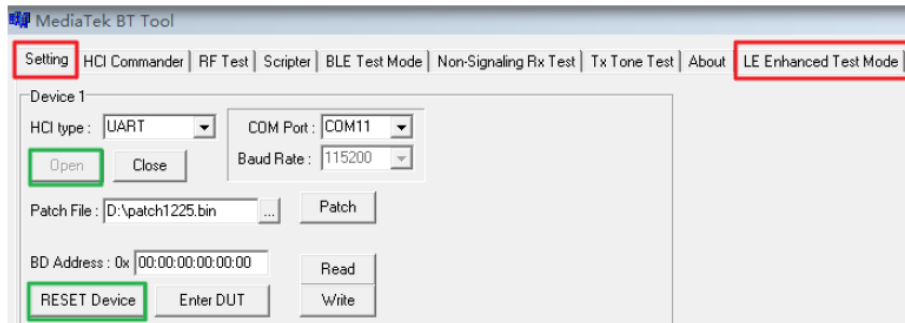 MediaTek BT Tool
Setting HCI Commander RF Test Scripter BLE Test Mode Non-Signaling Rx Test Tx Tone Test About LE Enhanced Test Mode
Device 1
HCI type : UART COM Port : COM11
Open Close Baud Rate : 115200
Patch File : D:\patch1225.bin ... Patch
BD Address : 0x 00:00:00:00:00:00 Read
RESET Device Enter DUT Write